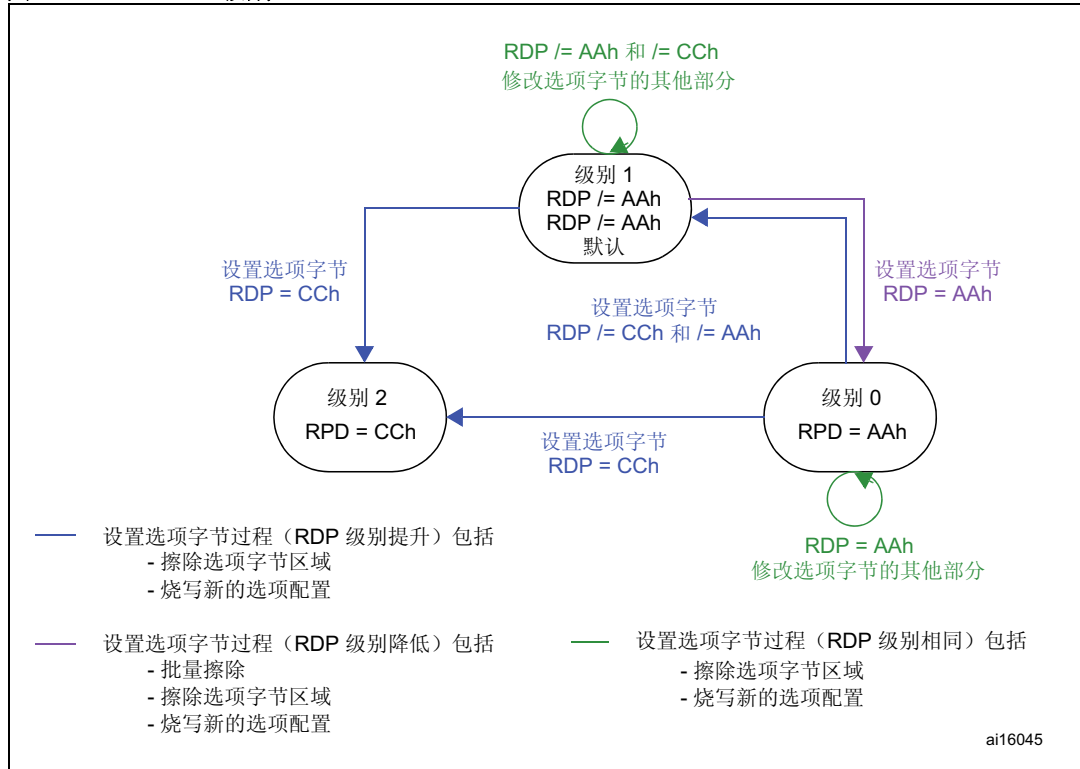 RDP /= AAh 和 /= CCh
修改选项字节的其他部分
级别 1
RDP /= AAh
RDP /= AAh
默认
设置选项字节
RDP = CCh
设置选项字节
RDP = AAh
设置选项字节
RDP /= CCh 和 /= AAh
级别 2
RPD = CCh
级别 0
RPD = AAh
设置选项字节
RDP = CCh
RDP = AAh
修改选项字节的其他部分
设置选项字节过程（RDP 级别提升）包括
- 擦除选项字节区域
- 烧写新的选项配置
设置选项字节过程（RDP 级别降低）包括
- 批量擦除
- 擦除选项字节区域
- 烧写新的选项配置
设置选项字节过程（RDP 级别相同）包括
- 擦除选项字节区域
- 烧写新的选项配置
ai16045